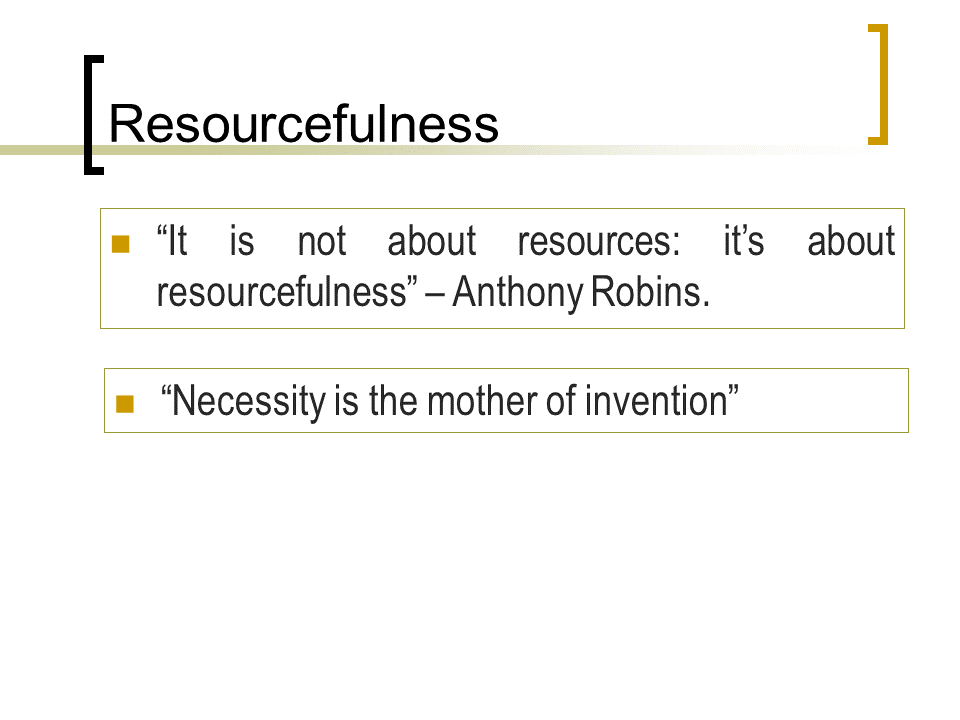 Resourcefulness
“It is not about resources: it’s about
resourcefulness” – Anthony Robins.
“Necessity is the mother of invention”